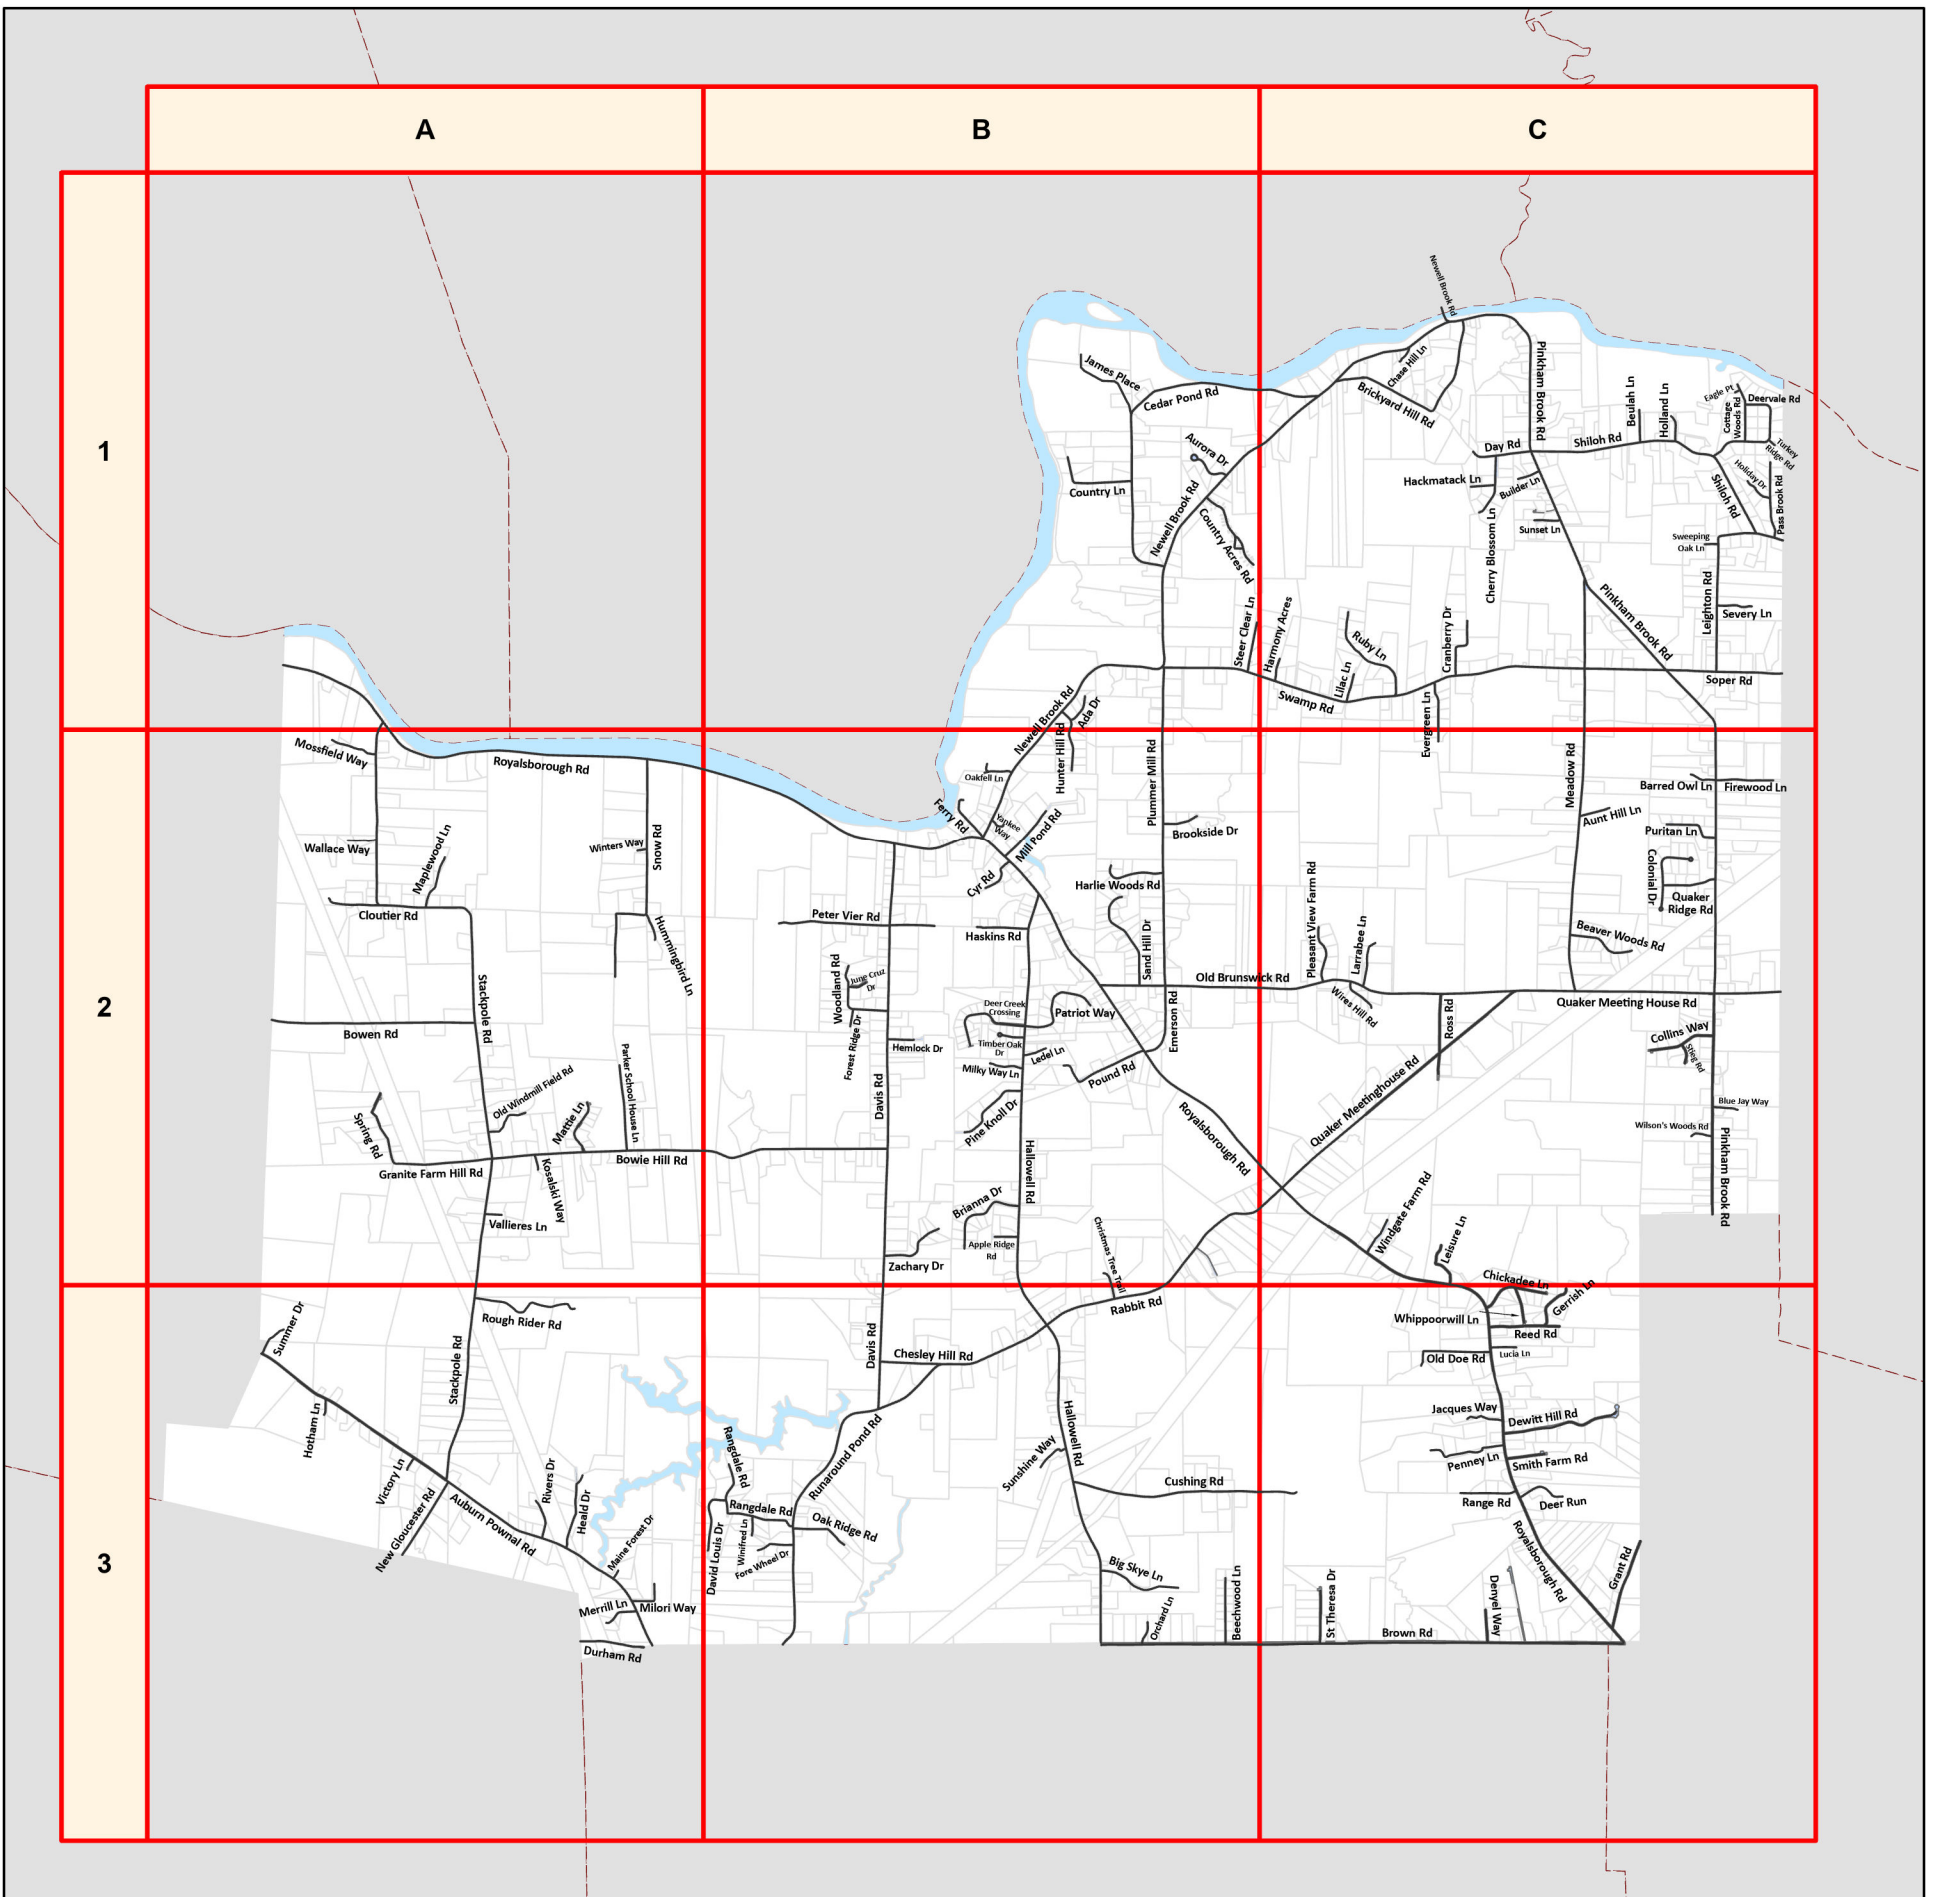 A
B
C
1
Newell Brook Rd
James Place
Cedar Pond Rd
Chase Hill Ln
Brickyard Hill Rd
Pinkham Brook Rd
Beulah Ln
Holland Ln
Eagle Pt
Cottage
Woods Rd
Deervale Rd
Turkey
Ridge Rd
Day Rd
Shiloh Rd
Aurora Dr
Country Ln
Newell Brook Rd
Country Acres Rd
Hackmatack Ln
Builder Ln
Cherry Blossom Ln
Sunset Ln
Holiday Dr
Shiloh Rd
Pass Brook Rd
Sweeping
Oak Ln
Leighton Rd
Severy Ln
Pinkham Brook Rd
Steer Clear Ln
Harmony Acres
Ruby Ln
Lilac Ln
Cranberry Dr
Swamp Rd
Evergreen Ln
Soper Rd
Newell Brook Rd
Ada Dr
Hunter Hill Rd
2
Mossfield Way
Royalsborough Rd
Oakfell Ln
Ferry Rd
Yankee
Way
Mill Pond Rd
Cyr Rd
Plummer Mill Rd
Brookside Dr
Meadow Rd
Barred Owl Ln
Firewood Ln
Aunt Hill Ln
Puritan Ln
Colonial Dr
Quaker
Ridge Rd
Wallace Way
Maplewood Ln
Winters Way
Snow Rd
Cloutier Rd
Hummingbird Ln
Peter Vier Rd
Haskins Rd
Harlie Woods Rd
Sand Hill Dr
Pleasant View Farm Rd
Larrabee Ln
Beaver Woods Rd
Stackpole Rd
Bowen Rd
Woodland Rd
June Cruz
Dr
Forest Ridge Dr
Hemlock Dr
Davis Rd
Deer Creek
Crossing
Patriot Way
Timber Oak
Dr
Ledel Ln
Milky Way Ln
Pound Rd
Emerson Rd
Old Brunswick Rd
Wires Hill Rd
Ross Rd
Quaker Meeting House Rd
Collins Way
Stieg Rd
Quaker Meetinghouse Rd
Blue Jay Way
Wilson's Woods Rd
Pinkham Brook Rd
Spring Rd
Old Windmill Field Rd
Mattie Ln
Parker School House Ln
Granite Farm Hill Rd
Kosalski Way
Bowie Hill Rd
Vallieres Ln
Pine Knoll Dr
Hallowell Rd
Royalsborough Rd
Brianna Dr
Apple Ridge
Rd
Zachary Dr
Christmas Tree Trail
Windgate Farm Rd
Leisure Ln
Chickadee Ln
Gerrish Ln
3
Summer Dr
Rough Rider Rd
Stackpole Rd
Davis Rd
Chesley Hill Rd
Rabbit Rd
Whippoorwill Ln
Reed Rd
Old Doe Rd
Lucia Ln
Hotham Ln
Victory Ln
New Gloucester Rd
Auburn Pownal Rd
Rivers Dr
Heald Dr
Maine Forest Dr
Merrill Ln
Milori Way
Durham Rd
Rangdale Rd
Rangdale Rd
David Louis Dr
Winifred Ln
Fore Wheel Dr
Runaround Pond Rd
Oak Ridge Rd
Hallowell Rd
Sunshine Way
Cushing Rd
Big Skye Ln
Orchard Ln
Beechwood Ln
St Theresa Dr
Brown Rd
Jacques Way
Dewitt Hill Rd
Penney Ln
Smith Farm Rd
Range Rd
Deer Run
Royalsborough Rd
Denyel Way
Grant Rd